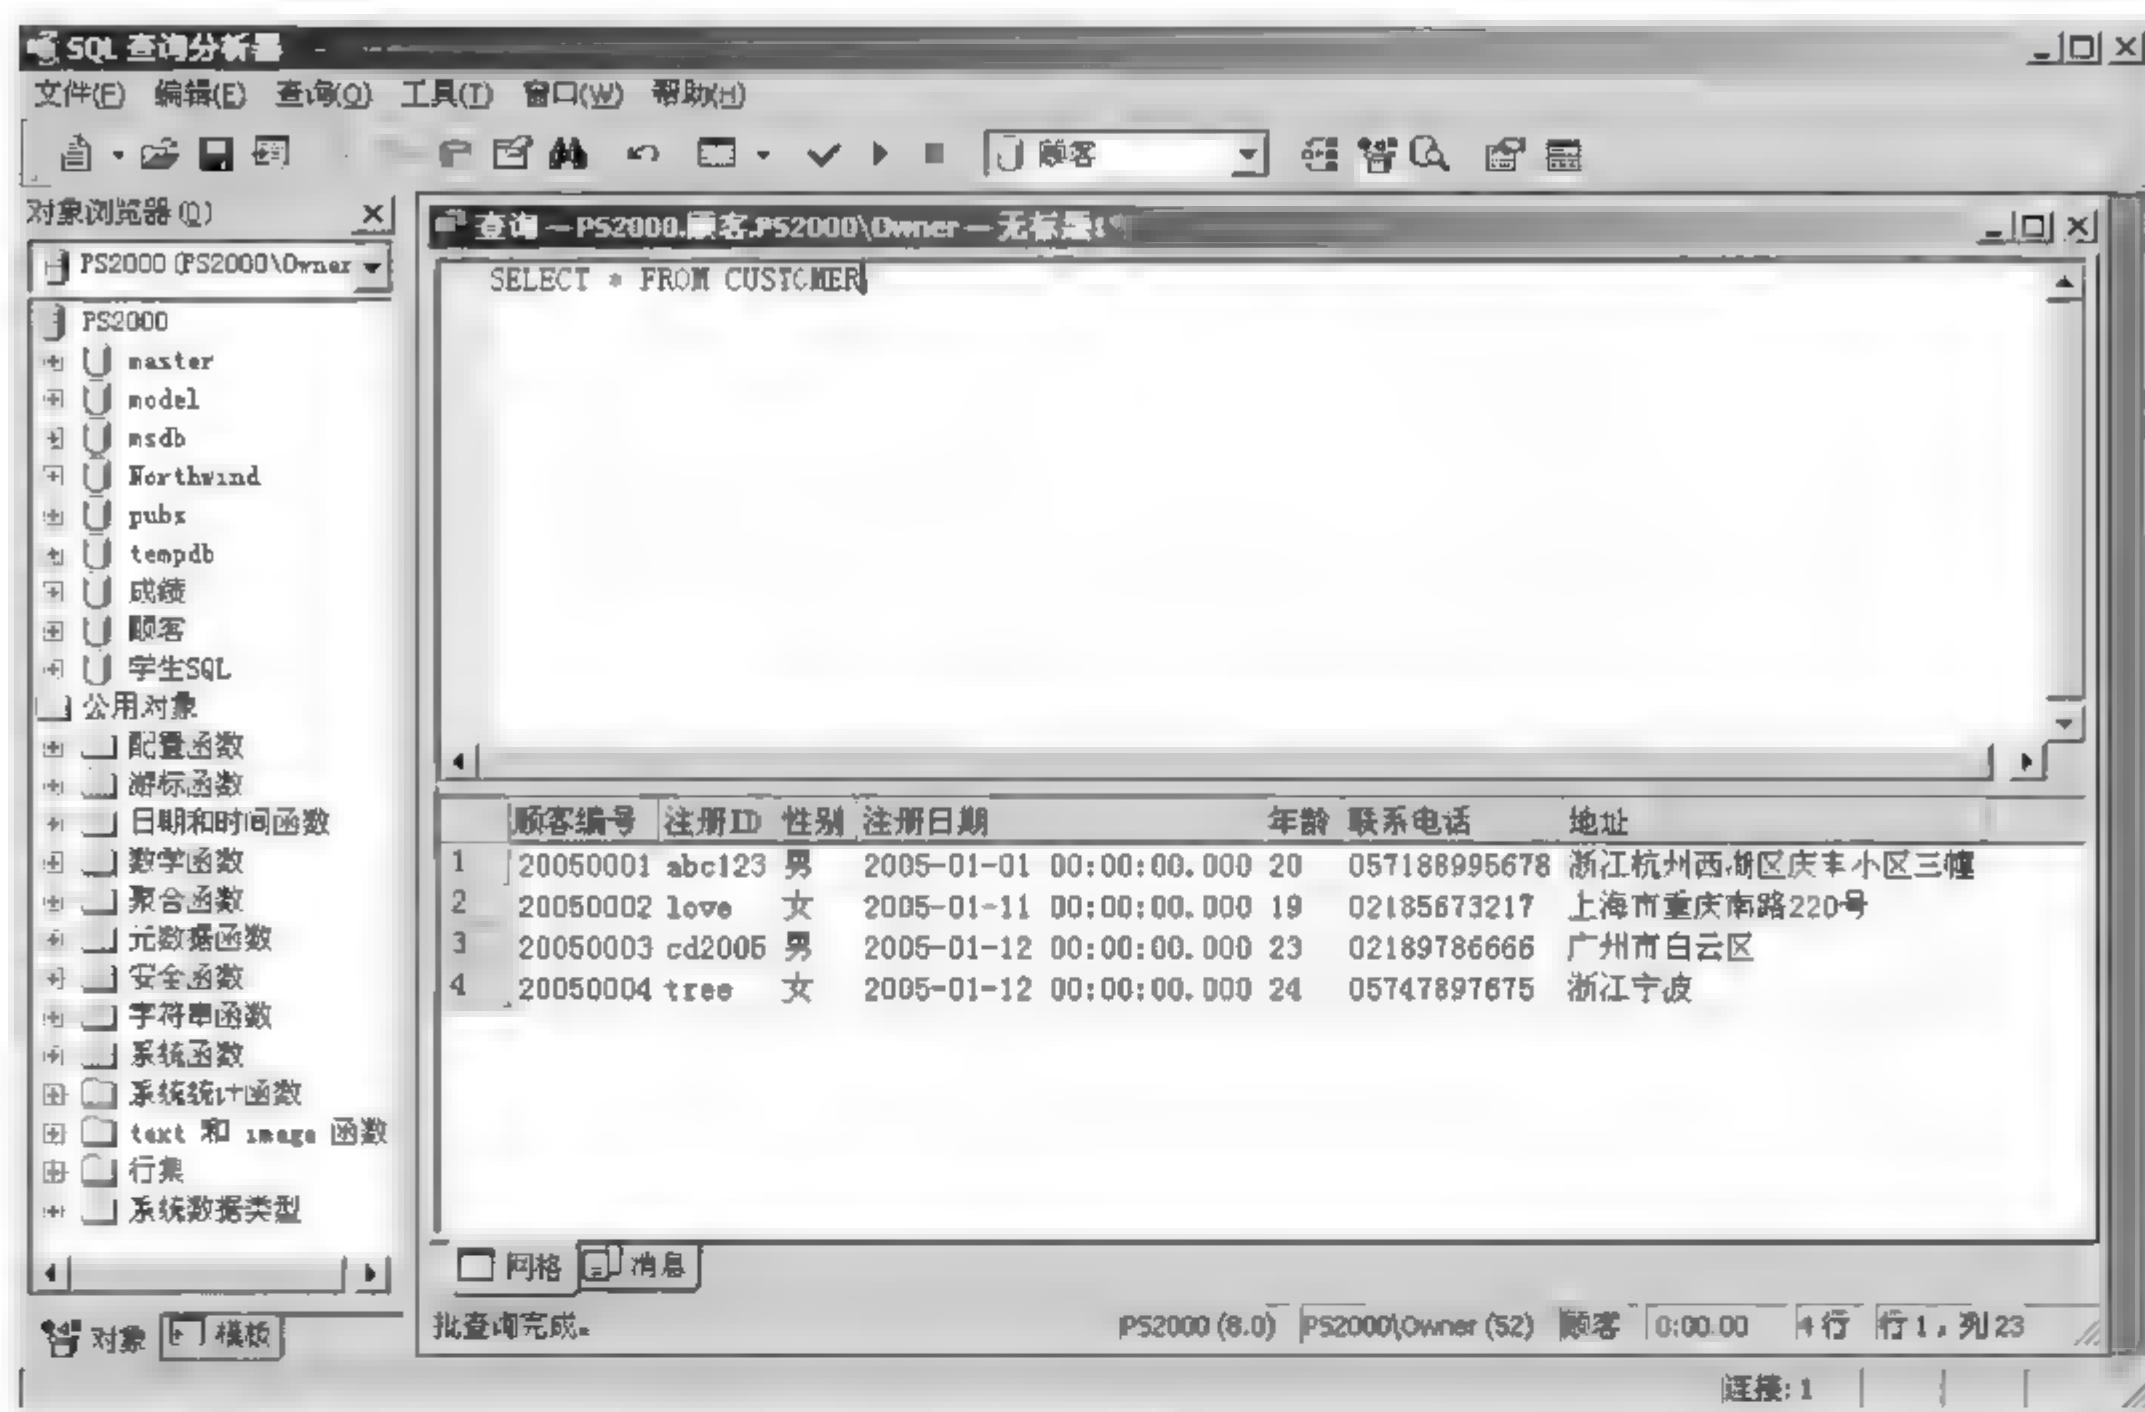 SQL 查询分析器
文件(F) 编辑(E) 查询(Q) 工具(T) 窗口(W) 帮助(H)
顾客
对象浏览器(Q)
PS2000 (PS2000\Owner
PS2000
master
model
msdb
Northwind
pubs
tempdb
成绩
顾客
学生SQL
公用对象
配置函数
游标函数
日期和时间函数
数学函数
聚合函数
元数据函数
安全函数
字符串函数
系统函数
系统统计函数
text 和 image 函数
行集
系统数据类型
对象 模板
查询 — PS2000.顾客.PS2000\Owner — 无标题1*
SELECT * FROM CUSTOMER
顾客编号 注册ID 性别 注册日期 年龄 联系电话 地址
1 20050001 abc123 男 2005-01-01 00:00:00.000 20 057188995678 浙江杭州西湖区庆丰小区三幢
2 20050002 love 女 2005-01-11 00:00:00.000 19 02185673217 上海市重庆南路220号
3 20050003 cd2005 男 2005-01-12 00:00:00.000 23 02189786666 广州市白云区
4 20050004 tree 女 2005-01-12 00:00:00.000 24 05747897675 浙江宁波
网格 消息
批查询完成。 PS2000 (8.0) PS2000\Owner (52) 顾客 0:00:00 4 行 行 1, 列 23
连接: 1